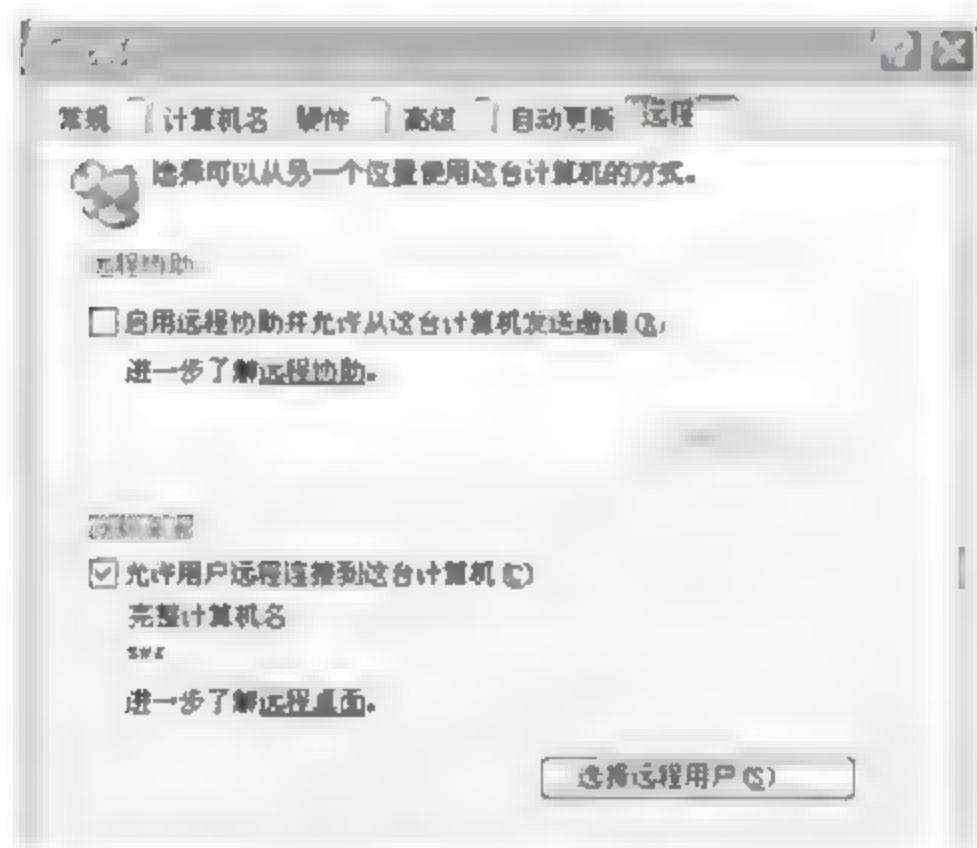 常规 计算机名 硬件 高级 自动更新 远程
选择可以从另一个位置使用这台计算机的方式。
远程协助
启用远程协助并允许从这台计算机发送邀请(R)
进一步了解远程协助。
远程桌面
允许用户远程连接到这台计算机(C)
完整计算机名
进一步了解远程桌面。
选择远程用户(S)